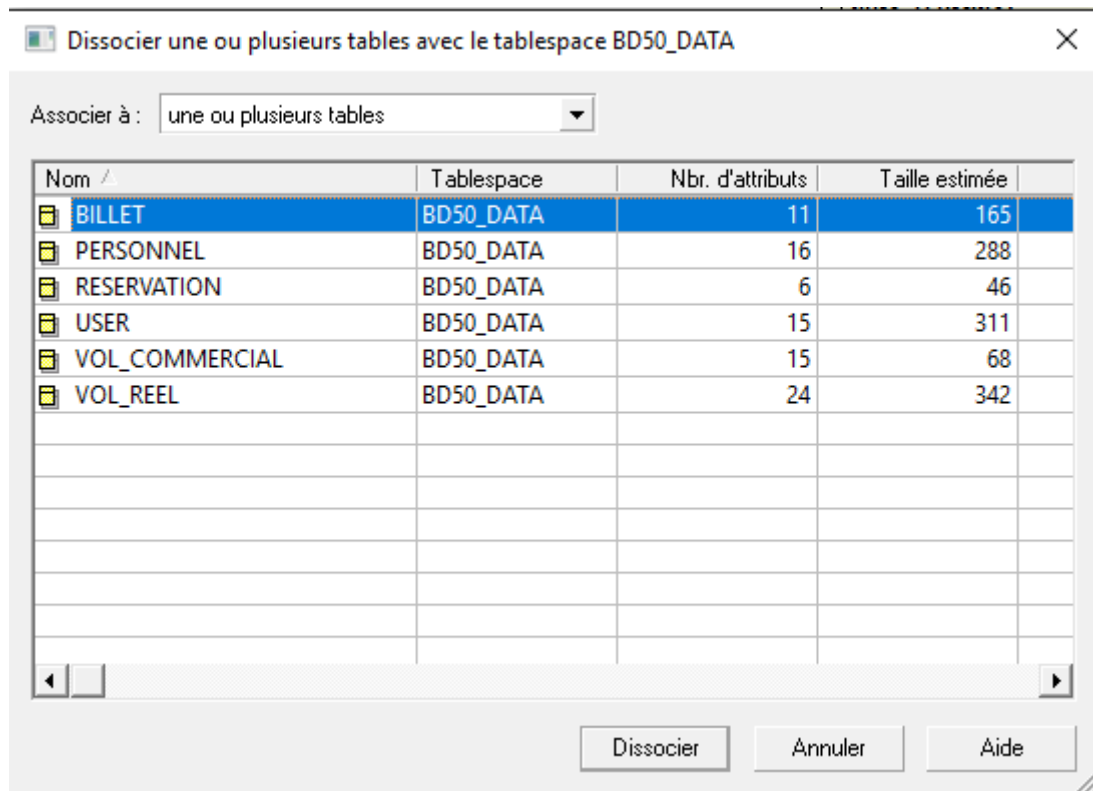 Dissocier une ou plusieurs tables avec le tablespace BD50_DATA
Associer à : une ou plusieurs tables
Nom Tablespace Nbr. d'attributs Taille estimée
BILLET BD50_DATA 11 165
PERSONNEL BD50_DATA 16 288
RESERVATION BD50_DATA 6 46
USER BD50_DATA 15 311
VOL_COMMERCIAL BD50_DATA 15 68
VOL_REEL BD50_DATA 24 342
Dissocier Annuler Aide